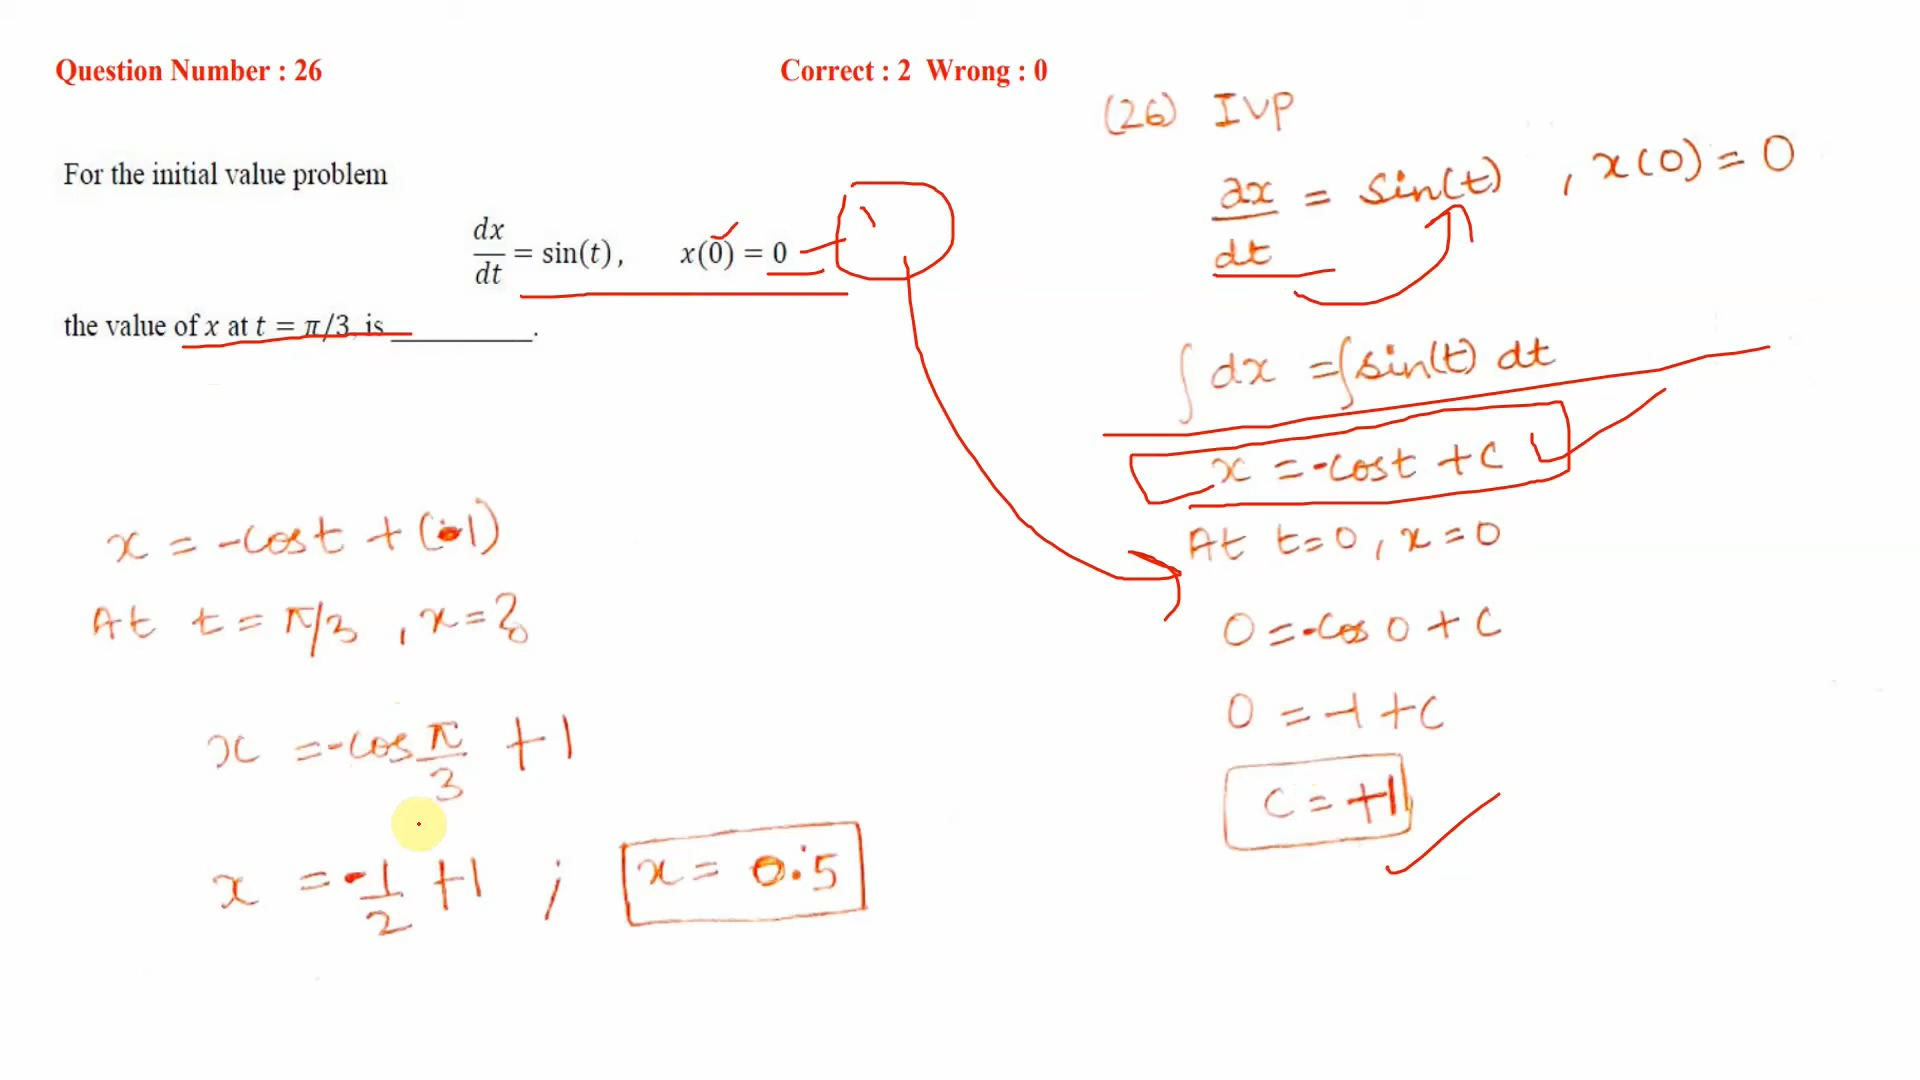 Question Number : 26
Correct : 2 Wrong : 0
For the initial value problem
dx/dt = sin(t), x(0) = 0
the value of x at t = π/3, is ________.
(26) IVP
dx/dt = sin(t) , x(0) = 0
∫ dx = ∫ sin(t) dt
x = -cost + c
At t=0, x=0
0 = -cos 0 + c
0 = -1 + c
c = +1
x = -cost + (1)
At t = π/3 , x = ?
x = -cos π/3 + 1
x = -1/2 + 1 ; x = 0.5